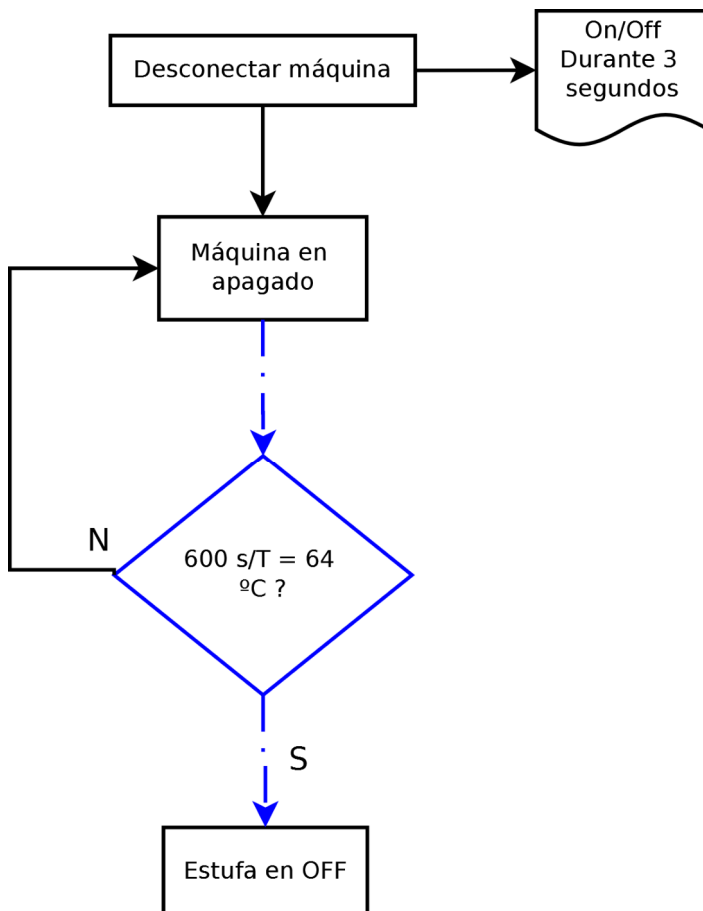 Desconectar máquina
On/Off
Durante 3
segundos
Máquina en
apagado
N
600 s/T = 64
ºC ?
S
Estufa en OFF